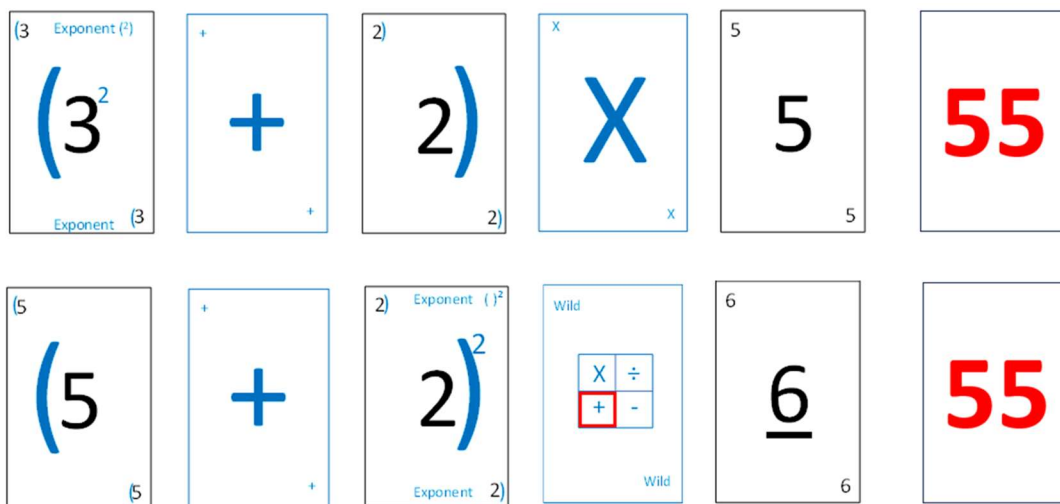 (3 Exponent (²) + 2) X 5
(3² + 2) X 5 55
Exponent (3 + 2) X 5
(5 + 2) Exponent ( )² Wild 6
(5 + 2)² X ÷ 6 55
+ -
(5 + Exponent 2) Wild 6